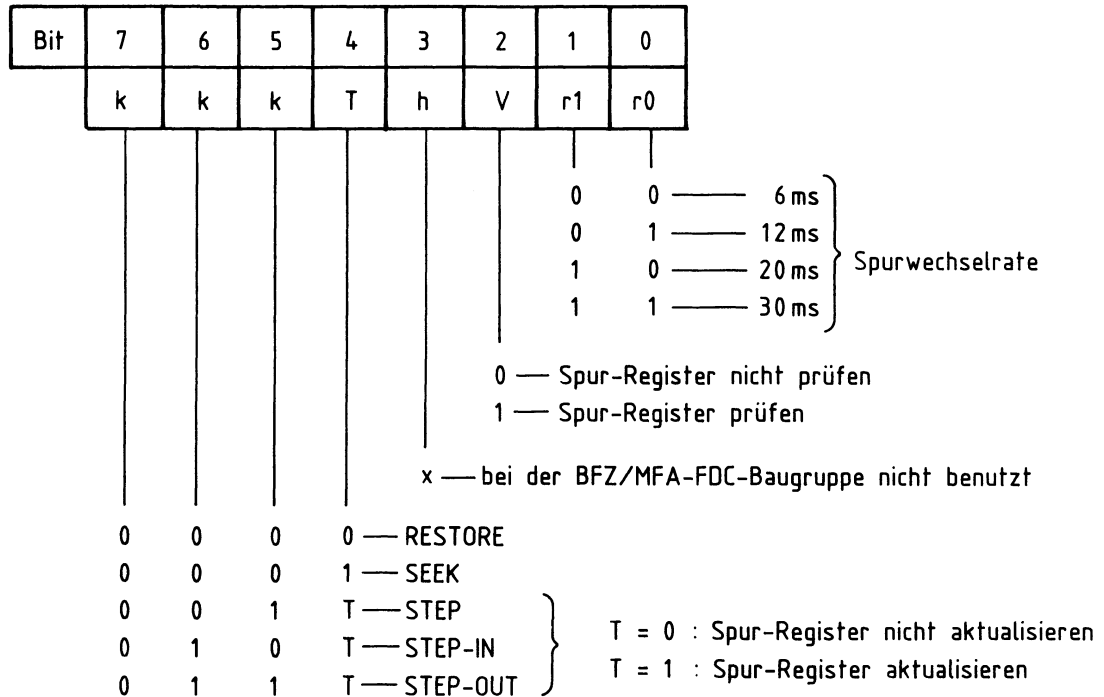 Bit 7 6 5 4 3 2 1 0
k k k T h V r1 r0
0 0 — 6 ms
0 1 — 12 ms
1 0 — 20 ms
1 1 — 30 ms
Spurwechselrate
0 — Spur-Register nicht prüfen
1 — Spur-Register prüfen
x — bei der BFZ/MFA-FDC-Baugruppe nicht benutzt
0 0 0 0 — RESTORE
0 0 0 1 — SEEK
0 0 1 T — STEP
0 1 0 T — STEP-IN
0 1 1 T — STEP-OUT
T = 0 : Spur-Register nicht aktualisieren
T = 1 : Spur-Register aktualisieren